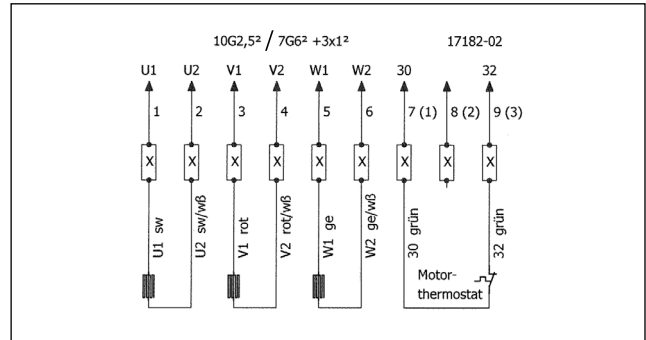 10G2,5² / 7G6² +3x1² 17182-02
U1 U2 V1 V2 W1 W2 30 32
1 2 3 4 5 6 7 (1) 8 (2) 9 (3)
X X X X X X X X X
U1 sw U2 sw/wß V1 rot V2 rot/wß W1 ge W2 ge/wß 30 grün 32 grün
Motor-
thermostat